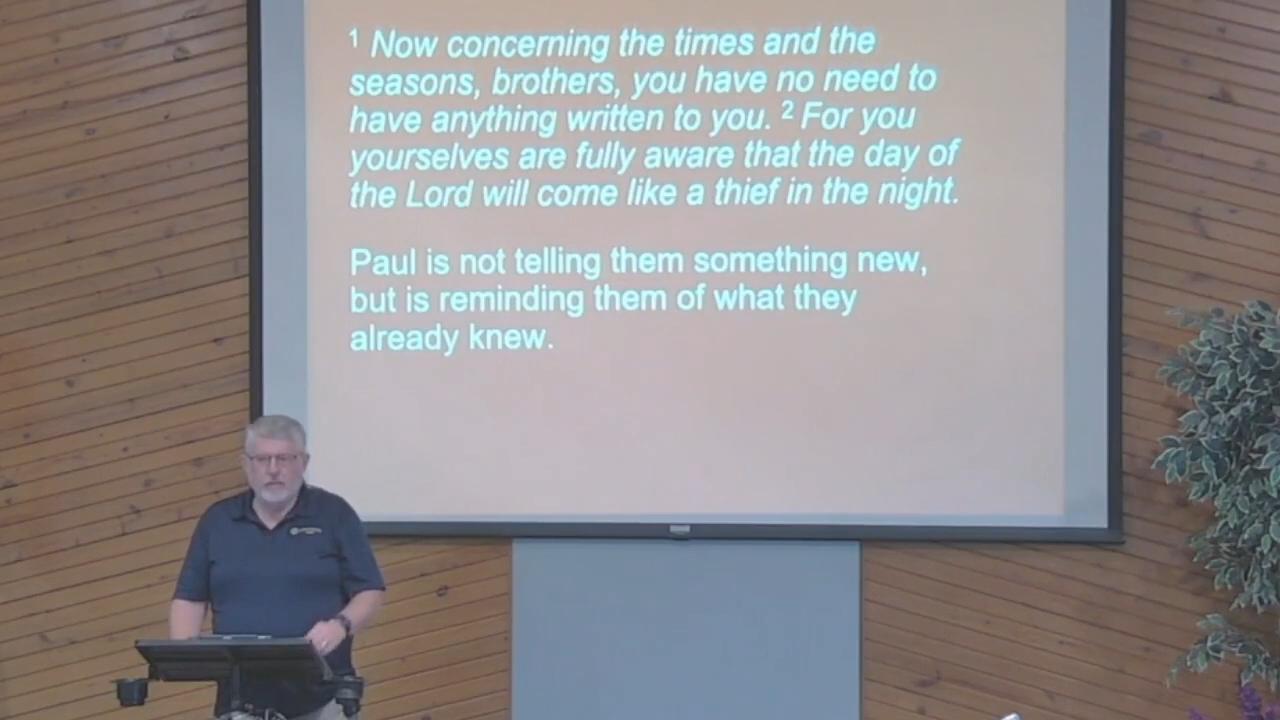 ¹ Now concerning the times and the
seasons, brothers, you have no need to
have anything written to you. ² For you
yourselves are fully aware that the day of
the Lord will come like a thief in the night.
Paul is not telling them something new,
but is reminding them of what they
already knew.